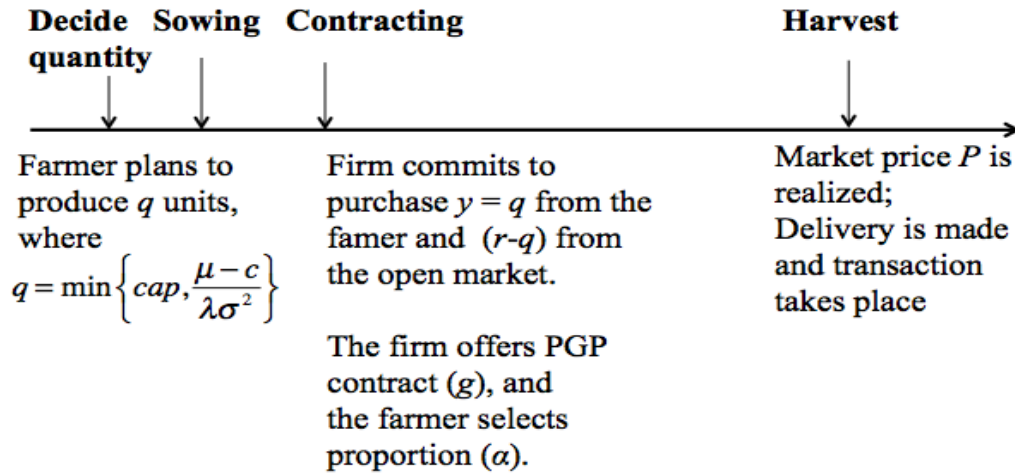 Decide quantity
Sowing
Contracting
Harvest
Farmer plans to
produce q units,
where
q = min{cap, (μ − c)/(λσ²)}
Firm commits to
purchase y = q from the
famer and (r-q) from
the open market.
The firm offers PGP
contract (g), and
the farmer selects
proportion (α).
Market price P is
realized;
Delivery is made
and transaction
takes place